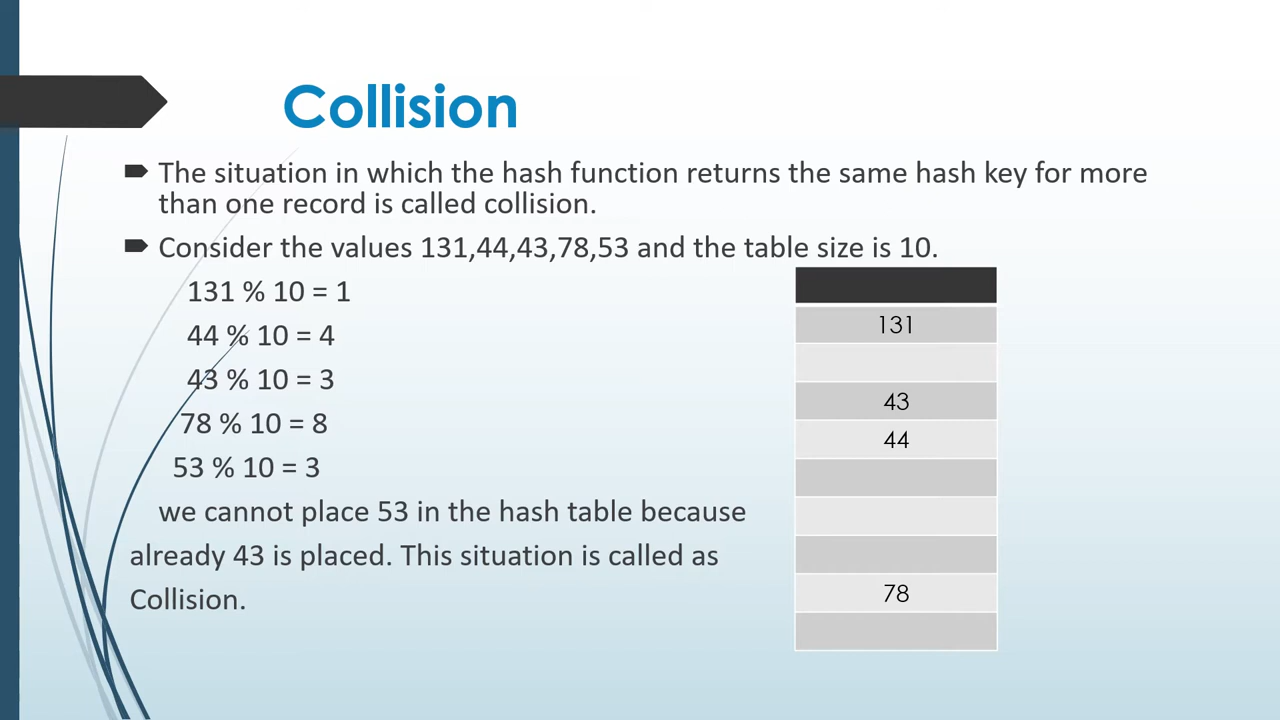 Collision
The situation in which the hash function returns the same hash key for more
than one record is called collision.
Consider the values 131,44,43,78,53 and the table size is 10.
131 % 10 = 1
44 % 10 = 4
43 % 10 = 3
78 % 10 = 8
53 % 10 = 3
we cannot place 53 in the hash table because
already 43 is placed. This situation is called as
Collision.
131
43
44
78